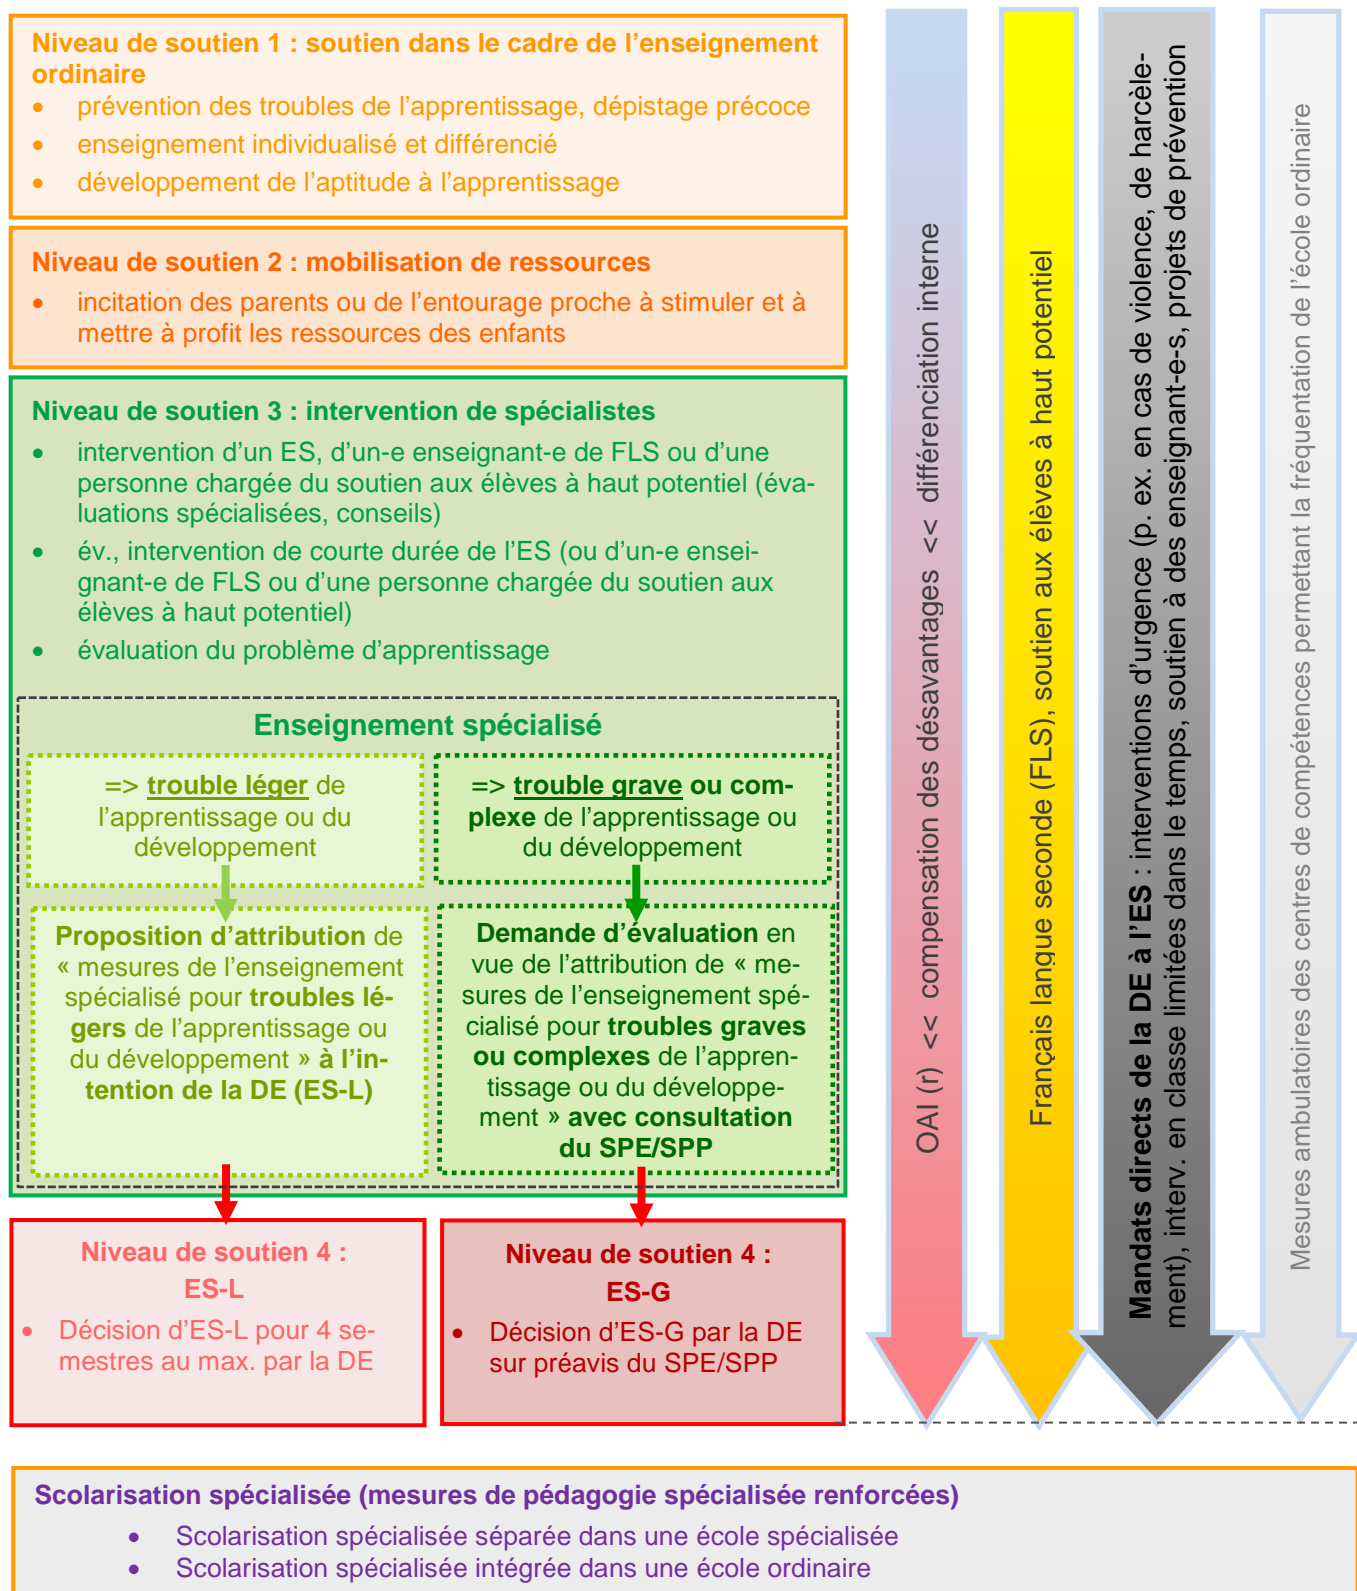 Niveau de soutien 1 : soutien dans le cadre de l’enseignement
ordinaire
• prévention des troubles de l’apprentissage, dépistage précoce
• enseignement individualisé et différencié
• développement de l’aptitude à l’apprentissage
Niveau de soutien 2 : mobilisation de ressources
• incitation des parents ou de l’entourage proche à stimuler et à
mettre à profit les ressources des enfants
Niveau de soutien 3 : intervention de spécialistes
• intervention d’un ES, d’un-e enseignant-e de FLS ou d’une
personne chargée du soutien aux élèves à haut potentiel (éva-
luations spécialisées, conseils)
• év., intervention de courte durée de l’ES (ou d’un-e ensei-
gnant-e de FLS ou d’une personne chargée du soutien aux
élèves à haut potentiel)
• évaluation du problème d’apprentissage
Enseignement spécialisé
=> trouble léger de
l’apprentissage ou du
développement
=> trouble grave ou com-
plexe de l’apprentissage ou
du développement
Proposition d’attribution de
« mesures de l’enseignement
spécialisé pour troubles lé-
gers de l’apprentissage ou
du développement » à l’in-
tention de la DE (ES-L)
Demande d’évaluation en
vue de l’attribution de « me-
sures de l’enseignement spé-
cialisé pour troubles graves
ou complexes de l’appren-
tissage ou du développe-
ment » avec consultation
du SPE/SPP
Niveau de soutien 4 :
ES-L
• Décision d’ES-L pour 4 se-
mestres au max. par la DE
Niveau de soutien 4 :
ES-G
• Décision d’ES-G par la DE
sur préavis du SPE/SPP
OAI (r) << compensation des désavantages << différenciation interne
Français langue seconde (FLS), soutien aux élèves à haut potentiel
Mandats directs de la DE à l’ES : interventions d’urgence (p. ex. en cas de violence, de harcèle-
ment), interv. en classe limitées dans le temps, soutien à des enseignant-e-s, projets de prévention
Mesures ambulatoires des centres de compétences permettant la fréquentation de l’école ordinaire
Scolarisation spécialisée (mesures de pédagogie spécialisée renforcées)
• Scolarisation spécialisée séparée dans une école spécialisée
• Scolarisation spécialisée intégrée dans une école ordinaire